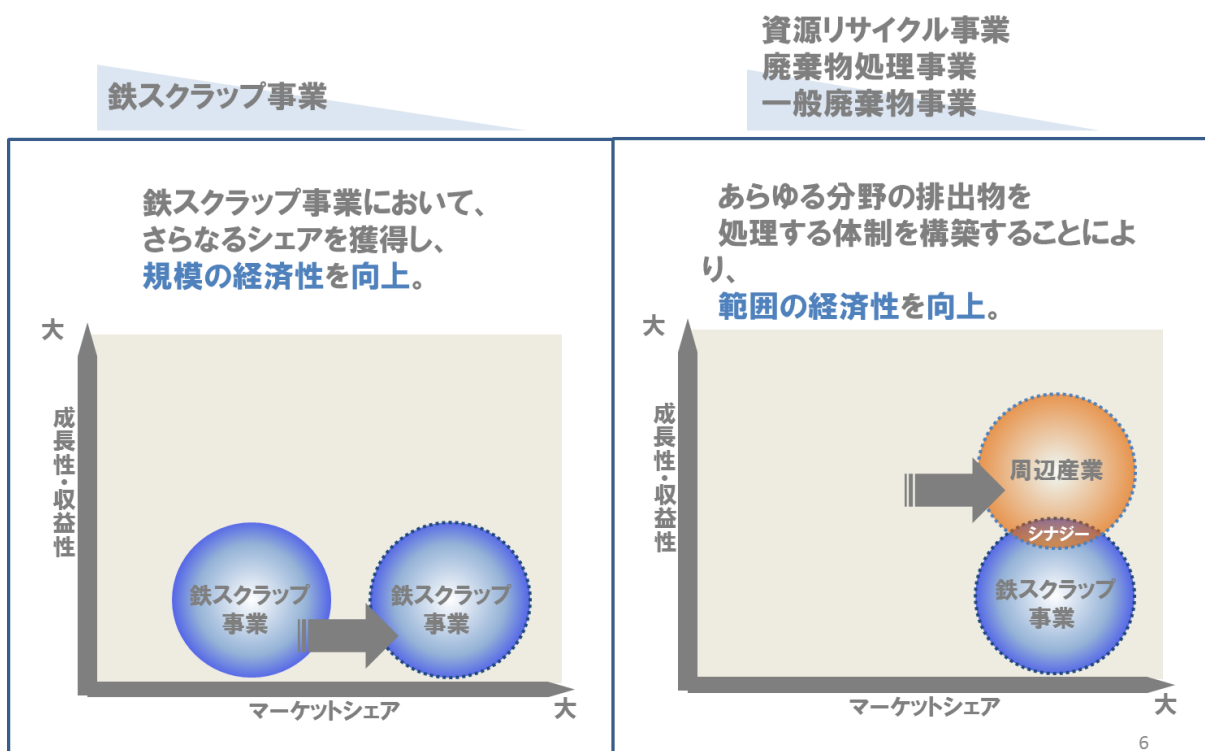 鉄スクラップ事業
資源リサイクル事業
廃棄物処理事業
一般廃棄物事業
鉄スクラップ事業において、
さらなるシェアを獲得し、
規模の経済性を向上。
大
成長性・収益性
鉄スクラップ
事業
鉄スクラップ
事業
マーケットシェア
大
あらゆる分野の排出物を
処理する体制を構築することによ
り、
範囲の経済性を向上。
大
成長性・収益性
周辺産業
シナジー
鉄スクラップ
事業
マーケットシェア
大
6